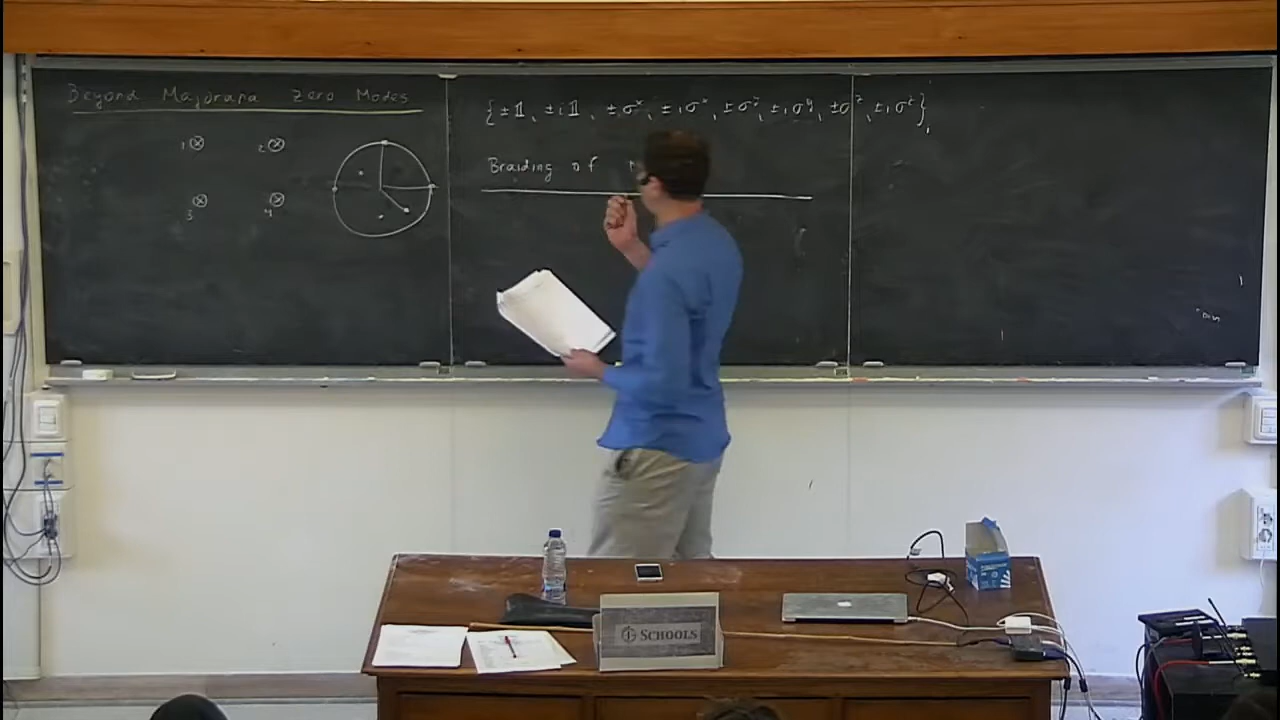 Beyond Majorana Zero Modes
1 ⊗ 2 ⊗
3 ⊗ 4 ⊗
{±𝟙, ±i𝟙, ±σˣ, ±iσˣ, ±σʸ, ±iσʸ, ±σᶻ, ±iσᶻ},
Braiding of
SCHOOLS